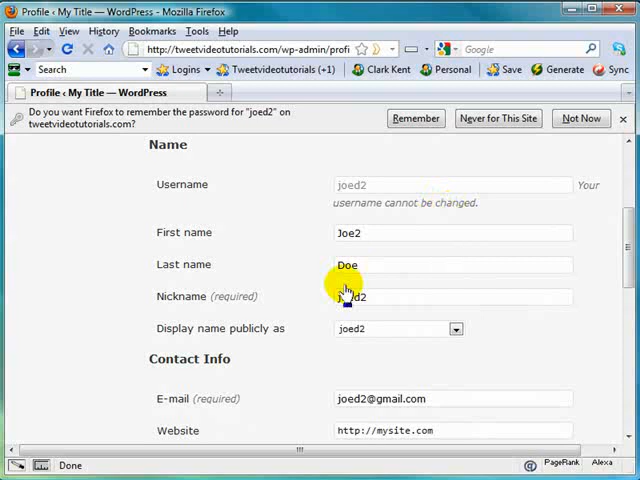 Profile ‹ My Title — WordPress - Mozilla Firefox
File Edit View History Bookmarks Tools Help
http://tweetvideotutorials.com/wp-admin/profi
Google
Logins Tweetvideotutorials (+1) Clark Kent Personal Save Generate Sync
Profile ‹ My Title — WordPress
Do you want Firefox to remember the password for "joed2" on
tweetvideotutorials.com?
Remember Never for This Site Not Now
Name
Username joed2 Your
username cannot be changed.
First name Joe2
Last name Doe
Nickname (required)
Display name publicly as joed2
Contact Info
E-mail (required) joed2@gmail.com
Website http://mysite.com
Done PageRank Alexa